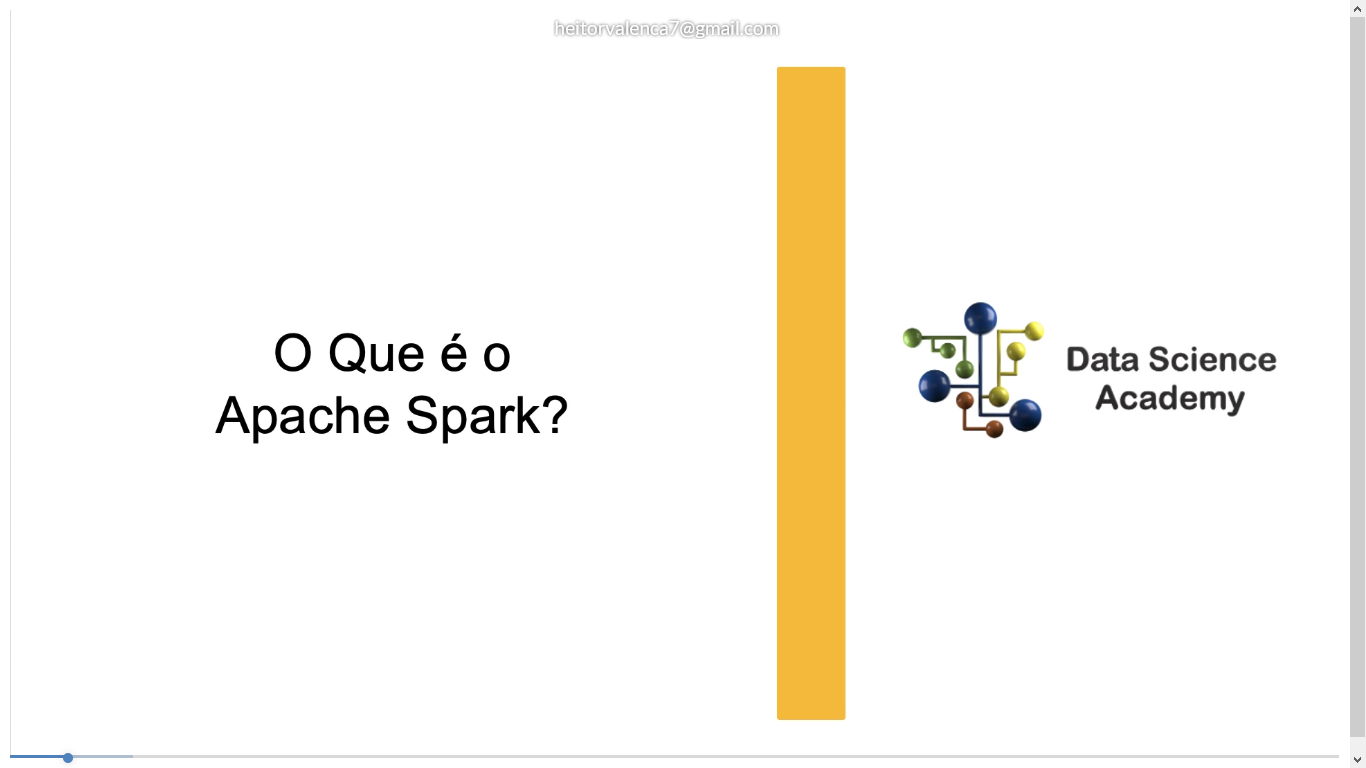 heitorvalenca7@gmail.com
O Que é o
Apache Spark?
Data Science
Academy